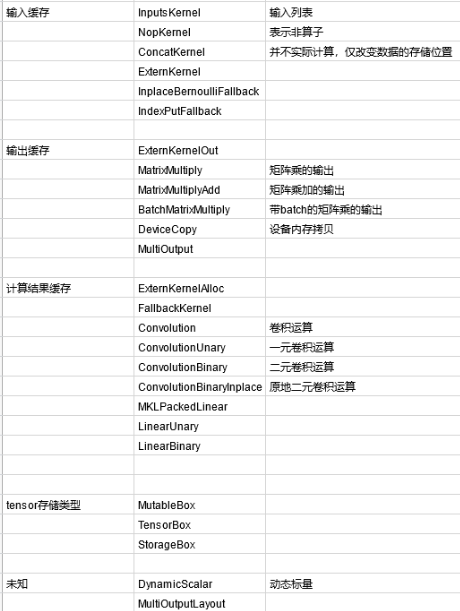 输入缓存 InputsKernel 输入列表
NopKernel 表示非算子
ConcatKernel 并不实际计算，仅改变数据的存储位置
ExternKernel
InplaceBernoulliFallback
IndexPutFallback
输出缓存 ExternKernelOut
MatrixMultiply 矩阵乘的输出
MatrixMultiplyAdd 矩阵乘加的输出
BatchMatrixMultiply 带batch的矩阵乘的输出
DeviceCopy 设备内存拷贝
MultiOutput
计算结果缓存 ExternKernelAlloc
FallbackKernel
Convolution 卷积运算
ConvolutionUnary 一元卷积运算
ConvolutionBinary 二元卷积运算
ConvolutionBinaryInplace 原地二元卷积运算
MKLPackedLinear
LinearUnary
LinearBinary
tensor存储类型 MutableBox
TensorBox
StorageBox
未知 DynamicScalar 动态标量
MultiOutputLayout